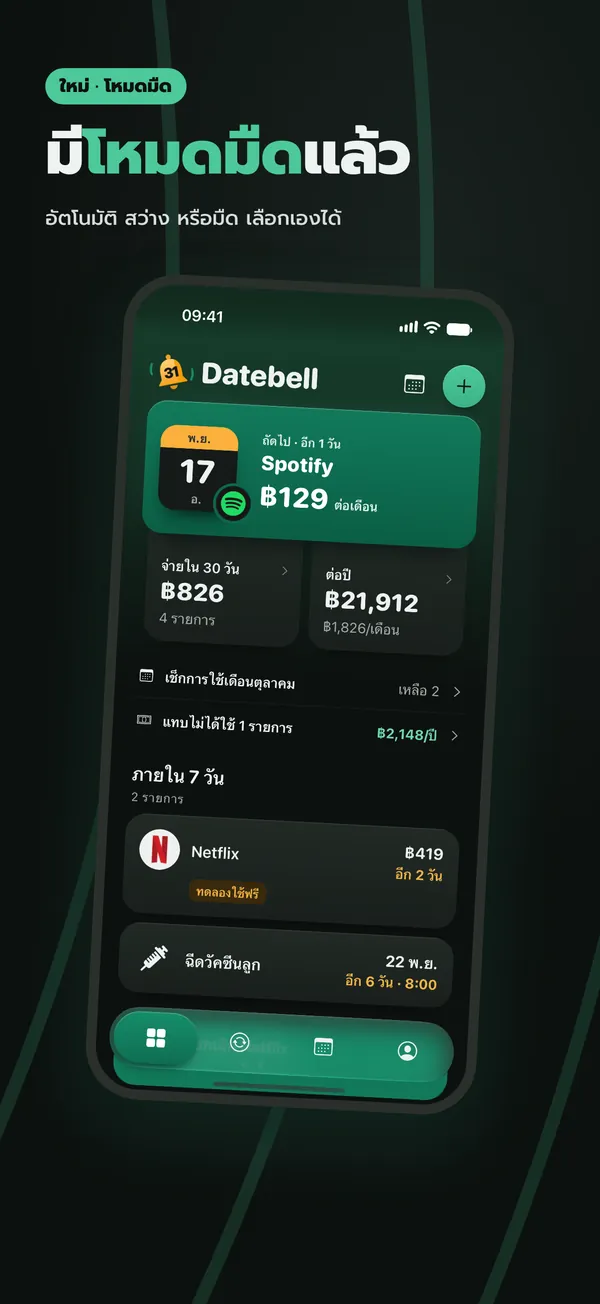 ใหม่ · โหมดมืด
มีโหมดมืดแล้ว
อัตโนมัติ สว่าง หรือมืด เลือกเองได้
09:41
31
Datebell
พ.ย.
17
อ.
ถัดไป · อีก 1 วัน
Spotify
฿129 ต่อเดือน
จ่ายใน 30 วัน
฿826
4 รายการ
ต่อปี
฿21,912
฿1,826/เดือน
เช็กการใช้เดือนตุลาคม
เหลือ 2
แทบไม่ได้ใช้ 1 รายการ
฿2,148/ปี
ภายใน 7 วัน
2 รายการ
N
Netflix
฿419
อีก 2 วัน
ทดลองใช้ฟรี
ฉีดวัคซีนลูก
22 พ.ย.
อีก 6 วัน · 8:00